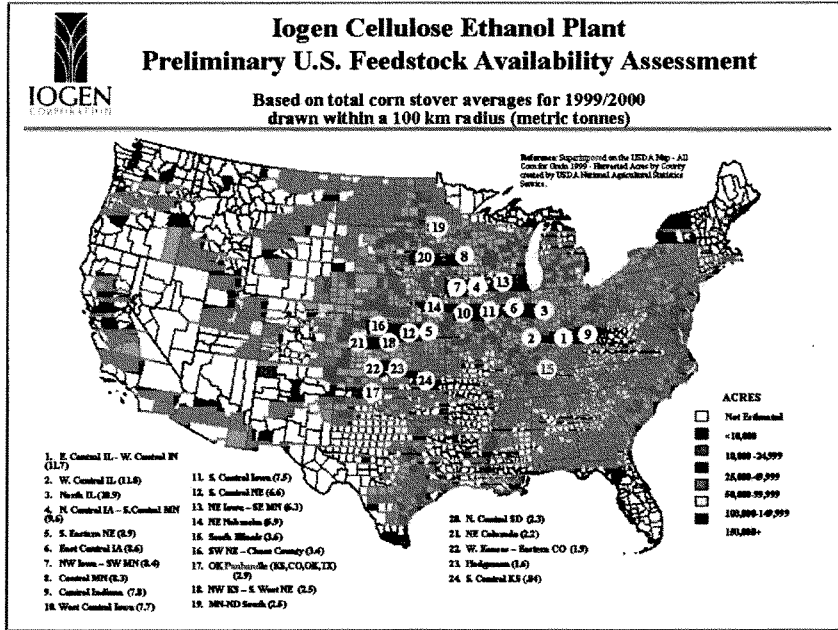 Iogen Cellulose Ethanol Plant
Preliminary U.S. Feedstock Availability Assessment
IOGEN
CORPORATION
Based on total corn stover averages for 1999/2000
drawn within a 100 km radius (metric tonnes)
Reference: Superimposed on the USDA Map - All
Corn for Grain 1999 - Harvested Acres by County
created by USDA National Agricultural Statistics
Service.
19
20
8
7
4
13
14
10
11
6
3
16
12
5
21
18
2
1
9
22
23
24
15
17
ACRES
Not Estimated
<10,000
10,000-24,999
25,000-49,999
50,000-99,999
100,000-149,999
150,000+
1. E. Central IL - W. Central IN
(11.7)
2. W. Central IL (11.8)
3. North IL (20.9)
4. N. Central IA - S.Central MN
(9.6)
5. S. Eastern NE (8.9)
6. East Central IA (8.6)
7. NW Iowa - SW MN (8.4)
8. Central MN (8.3)
9. Central Indiana (7.8)
10. West Central Iowa (7.7)
11. S. Central Iowa (7.5)
12. S. Central NE (6.6)
13. NE Iowa - SE MN (6.3)
14. NE Nebraska (5.9)
15. South Illinois (3.6)
16. SW NE - Chase County (3.4)
17. OK Panhandle (KS,CO,OK,TX)
(2.9)
18. NW KS - S. West NE (2.5)
19. MN-ND South (2.5)
20. N. Central SD (2.3)
21. NE Colorado (2.2)
22. W. Kansas - Eastern CO (1.9)
23. (1.6)
24. S. Central KS (.84)